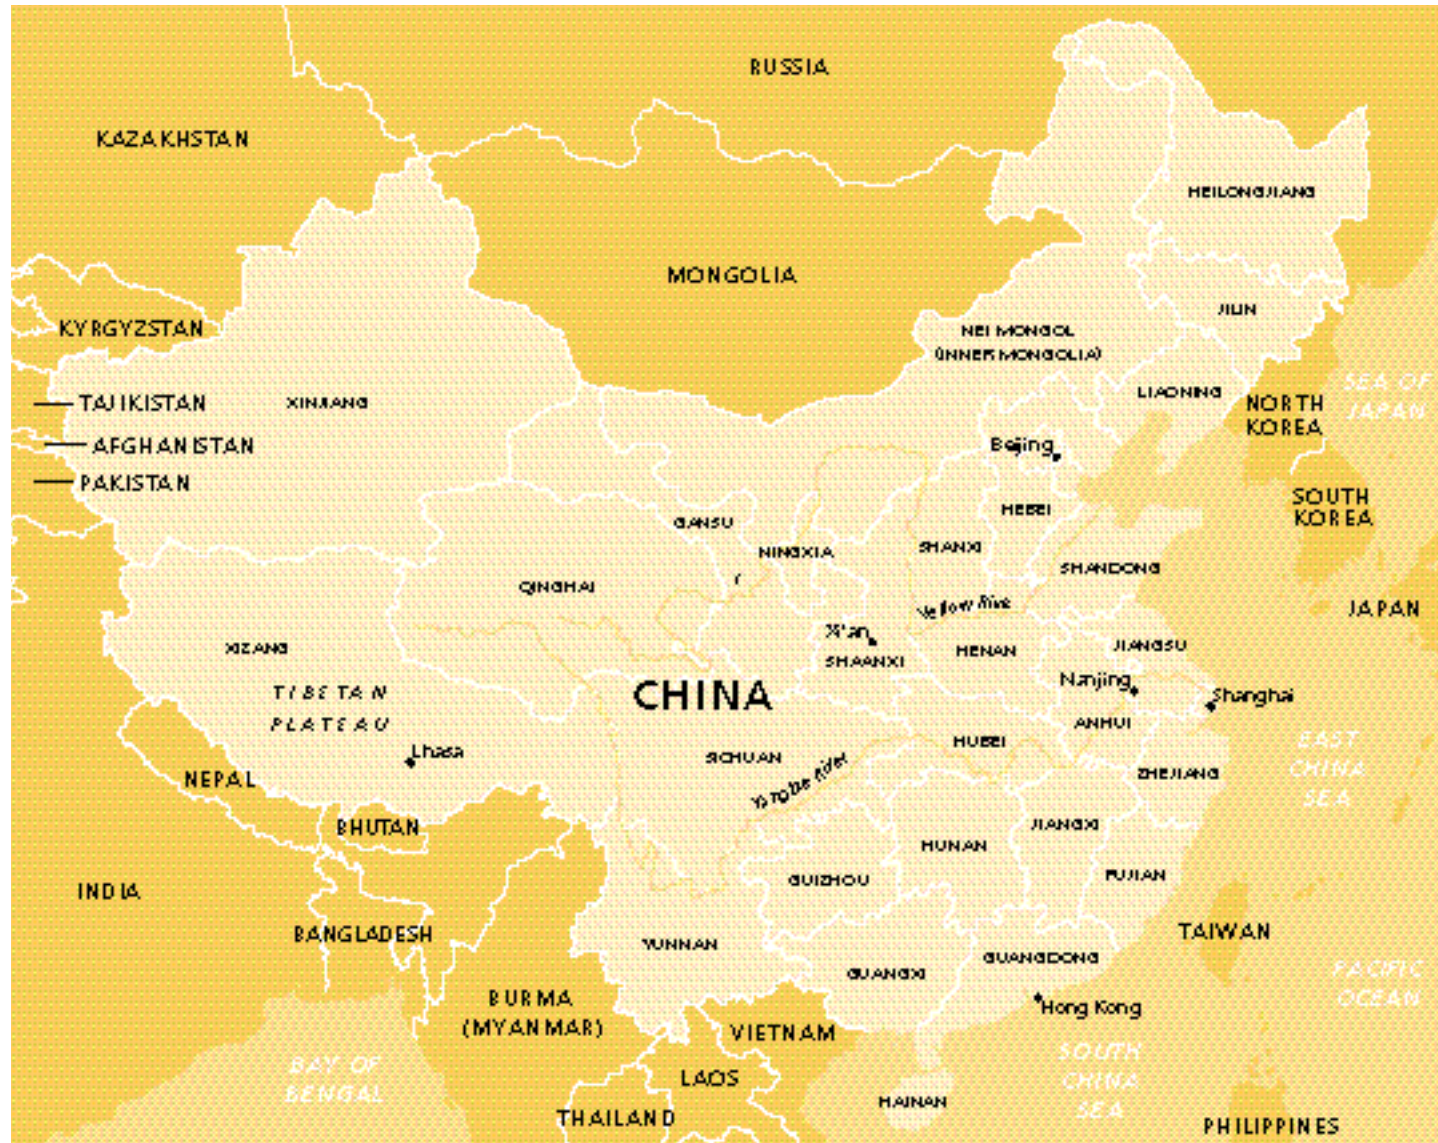 RUSSIA
KAZAKHSTAN
HEILONGJIANG
MONGOLIA
JILIN
KYRGYZSTAN
NEI MONGOL
(INNER MONGOLIA)
SEA OF
JAPAN
LIAONING
TAJIKISTAN
XINJIANG
NORTH
KOREA
AFGHANISTAN
Beijing
PAKISTAN
SOUTH
KOREA
HEBEI
GANSU
NINGXIA
SHANXI
SHANDONG
QINGHAI
Yellow Rive
r
JAPAN
Xi'an
SHAANXI
HENAN
JIANGSU
XIZANG
TIBETAN
PLATEAU
CHINA
Nanjing
Shanghai
ANHUI
Lhasa
SICHUAN
HUBEI
EAST
CHINA
SEA
NEPAL
Yangtze River
ZHEJIANG
BHUTAN
JIANGXI
HUNAN
INDIA
GUIZHOU
FUJIAN
BANGLADESH
YUNNAN
TAIWAN
GUANGXI
GUANGDONG
PACIFIC
OCEAN
BURMA
(MYANMAR)
Hong Kong
VIETNAM
BAY OF
BENGAL
LAOS
SOUTH
CHINA
SEA
HAINAN
THAILAND
PHILIPPINES